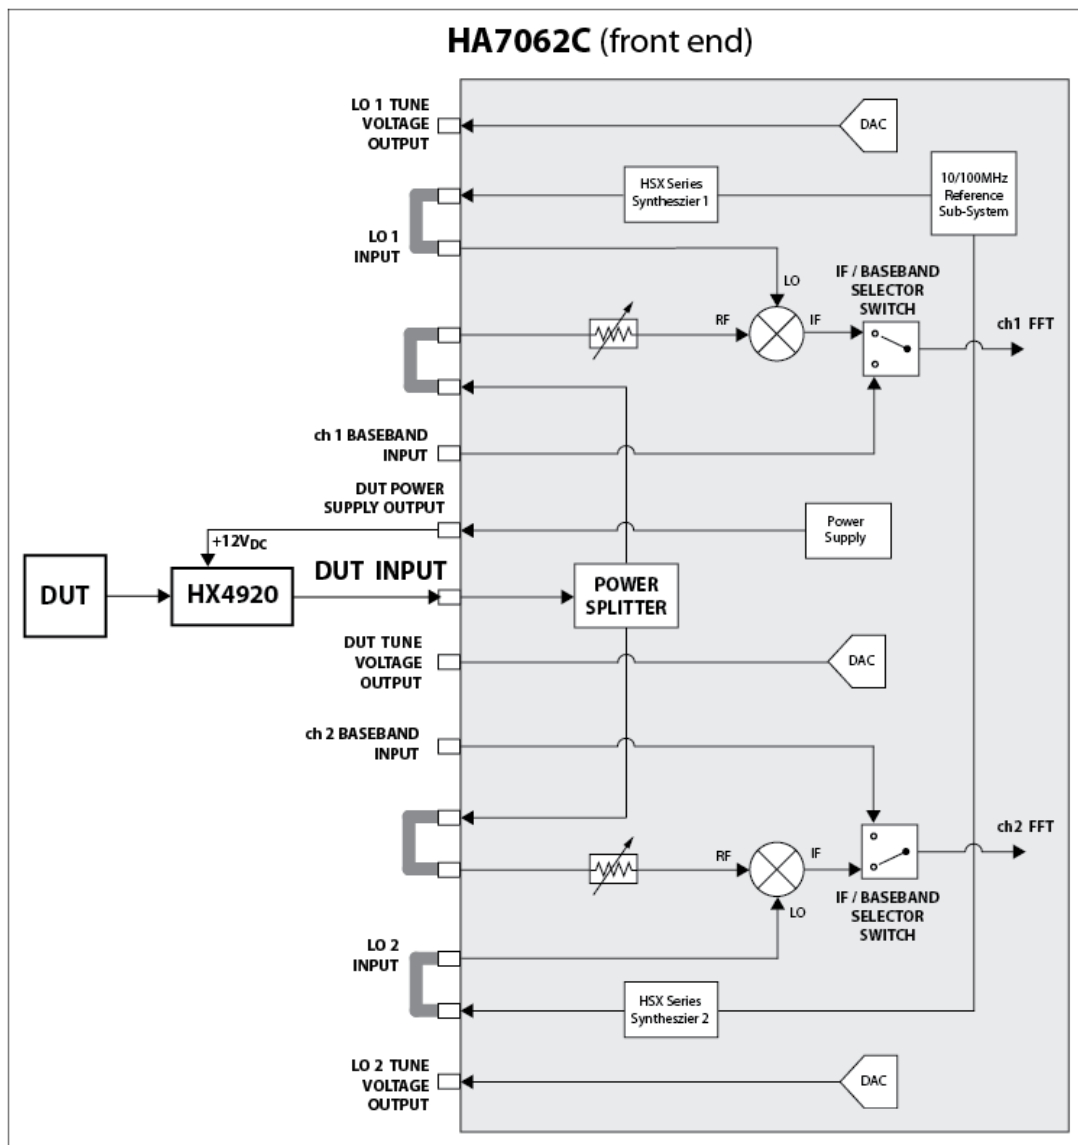 HA7062C (front end)
LO 1 TUNE
VOLTAGE
OUTPUT
DAC
HSX Series
Syntheszier 1
10/100MHz
Reference
Sub-System
LO 1
INPUT
LO
IF / BASEBAND
SELECTOR
SWITCH
RF
IF
ch1 FFT
ch 1 BASEBAND
INPUT
DUT POWER
SUPPLY OUTPUT
+12VDC
Power
Supply
DUT
HX4920
DUT INPUT
POWER
SPLITTER
DUT TUNE
VOLTAGE
OUTPUT
DAC
ch 2 BASEBAND
INPUT
ch2 FFT
RF
IF
LO
IF / BASEBAND
SELECTOR
SWITCH
LO 2
INPUT
HSX Series
Syntheszier 2
LO 2 TUNE
VOLTAGE
OUTPUT
DAC